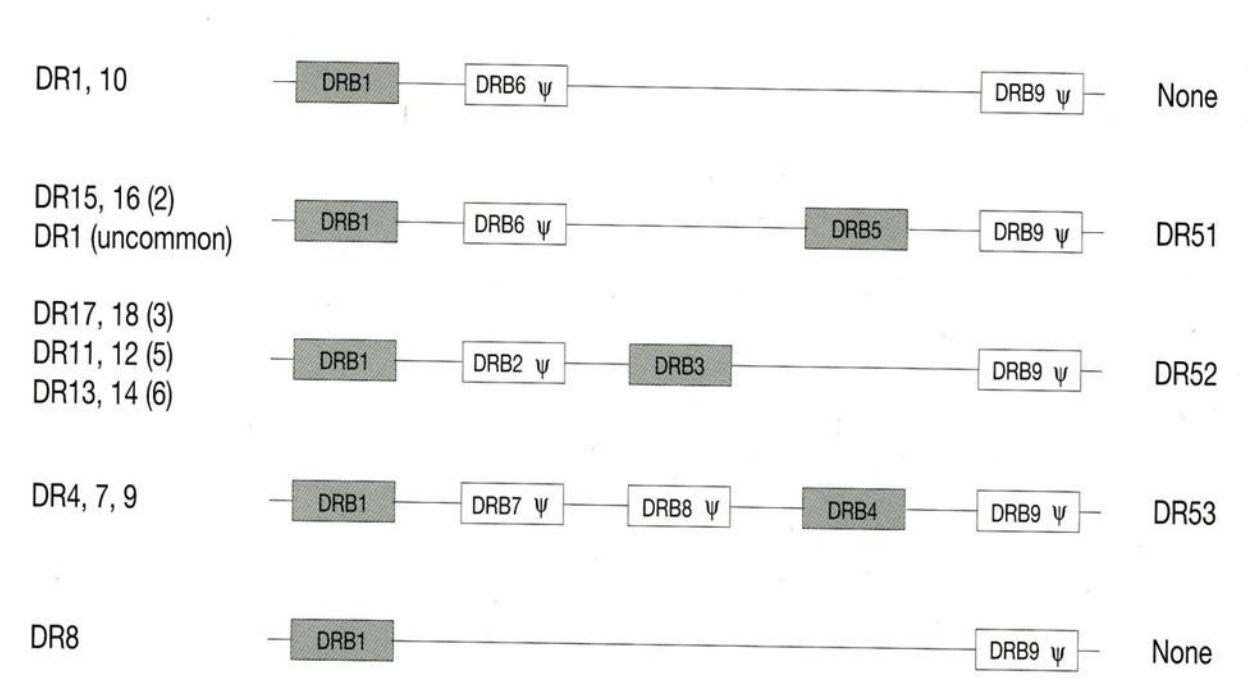 DR1, 10 DRB1 DRB6 ψ DRB9 ψ None
DR15, 16 (2)
DR1 (uncommon) DRB1 DRB6 ψ DRB5 DRB9 ψ DR51
DR17, 18 (3)
DR11, 12 (5) DRB1 DRB2 ψ DRB3 DRB9 ψ DR52
DR13, 14 (6)
DR4, 7, 9 DRB1 DRB7 ψ DRB8 ψ DRB4 DRB9 ψ DR53
DR8 DRB1 DRB9 ψ None